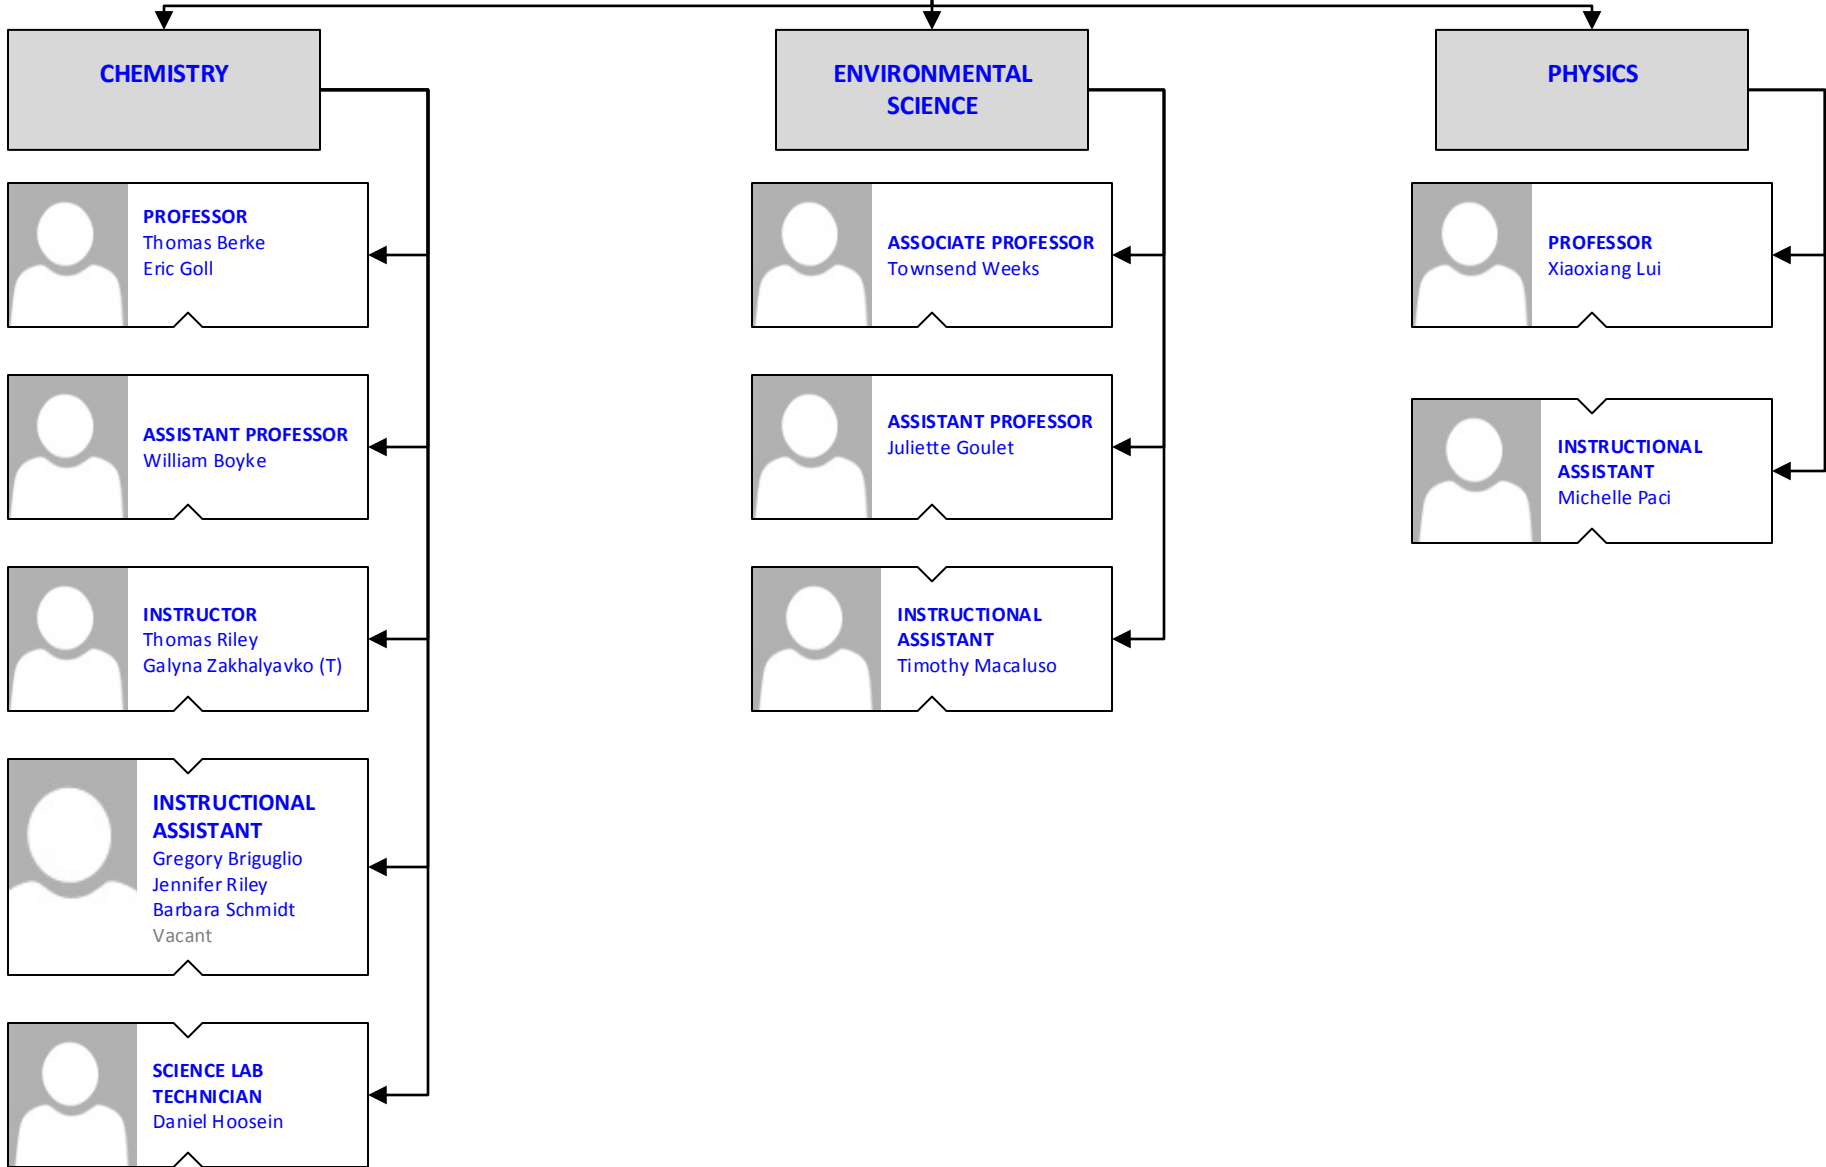 CHEMISTRY
PROFESSOR
Thomas Berke
Eric Goll
ASSISTANT PROFESSOR
William Boyke
INSTRUCTOR
Thomas Riley
Galyna Zakhalyavko (T)
INSTRUCTIONAL
ASSISTANT
Gregory Briguglio
Jennifer Riley
Barbara Schmidt
Vacant
SCIENCE LAB
TECHNICIAN
Daniel Hoosein
ENVIRONMENTAL
SCIENCE
ASSOCIATE PROFESSOR
Townsend Weeks
ASSISTANT PROFESSOR
Juliette Goulet
INSTRUCTIONAL
ASSISTANT
Timothy Macaluso
PHYSICS
PROFESSOR
Xiaoxiang Lui
INSTRUCTIONAL
ASSISTANT
Michelle Paci